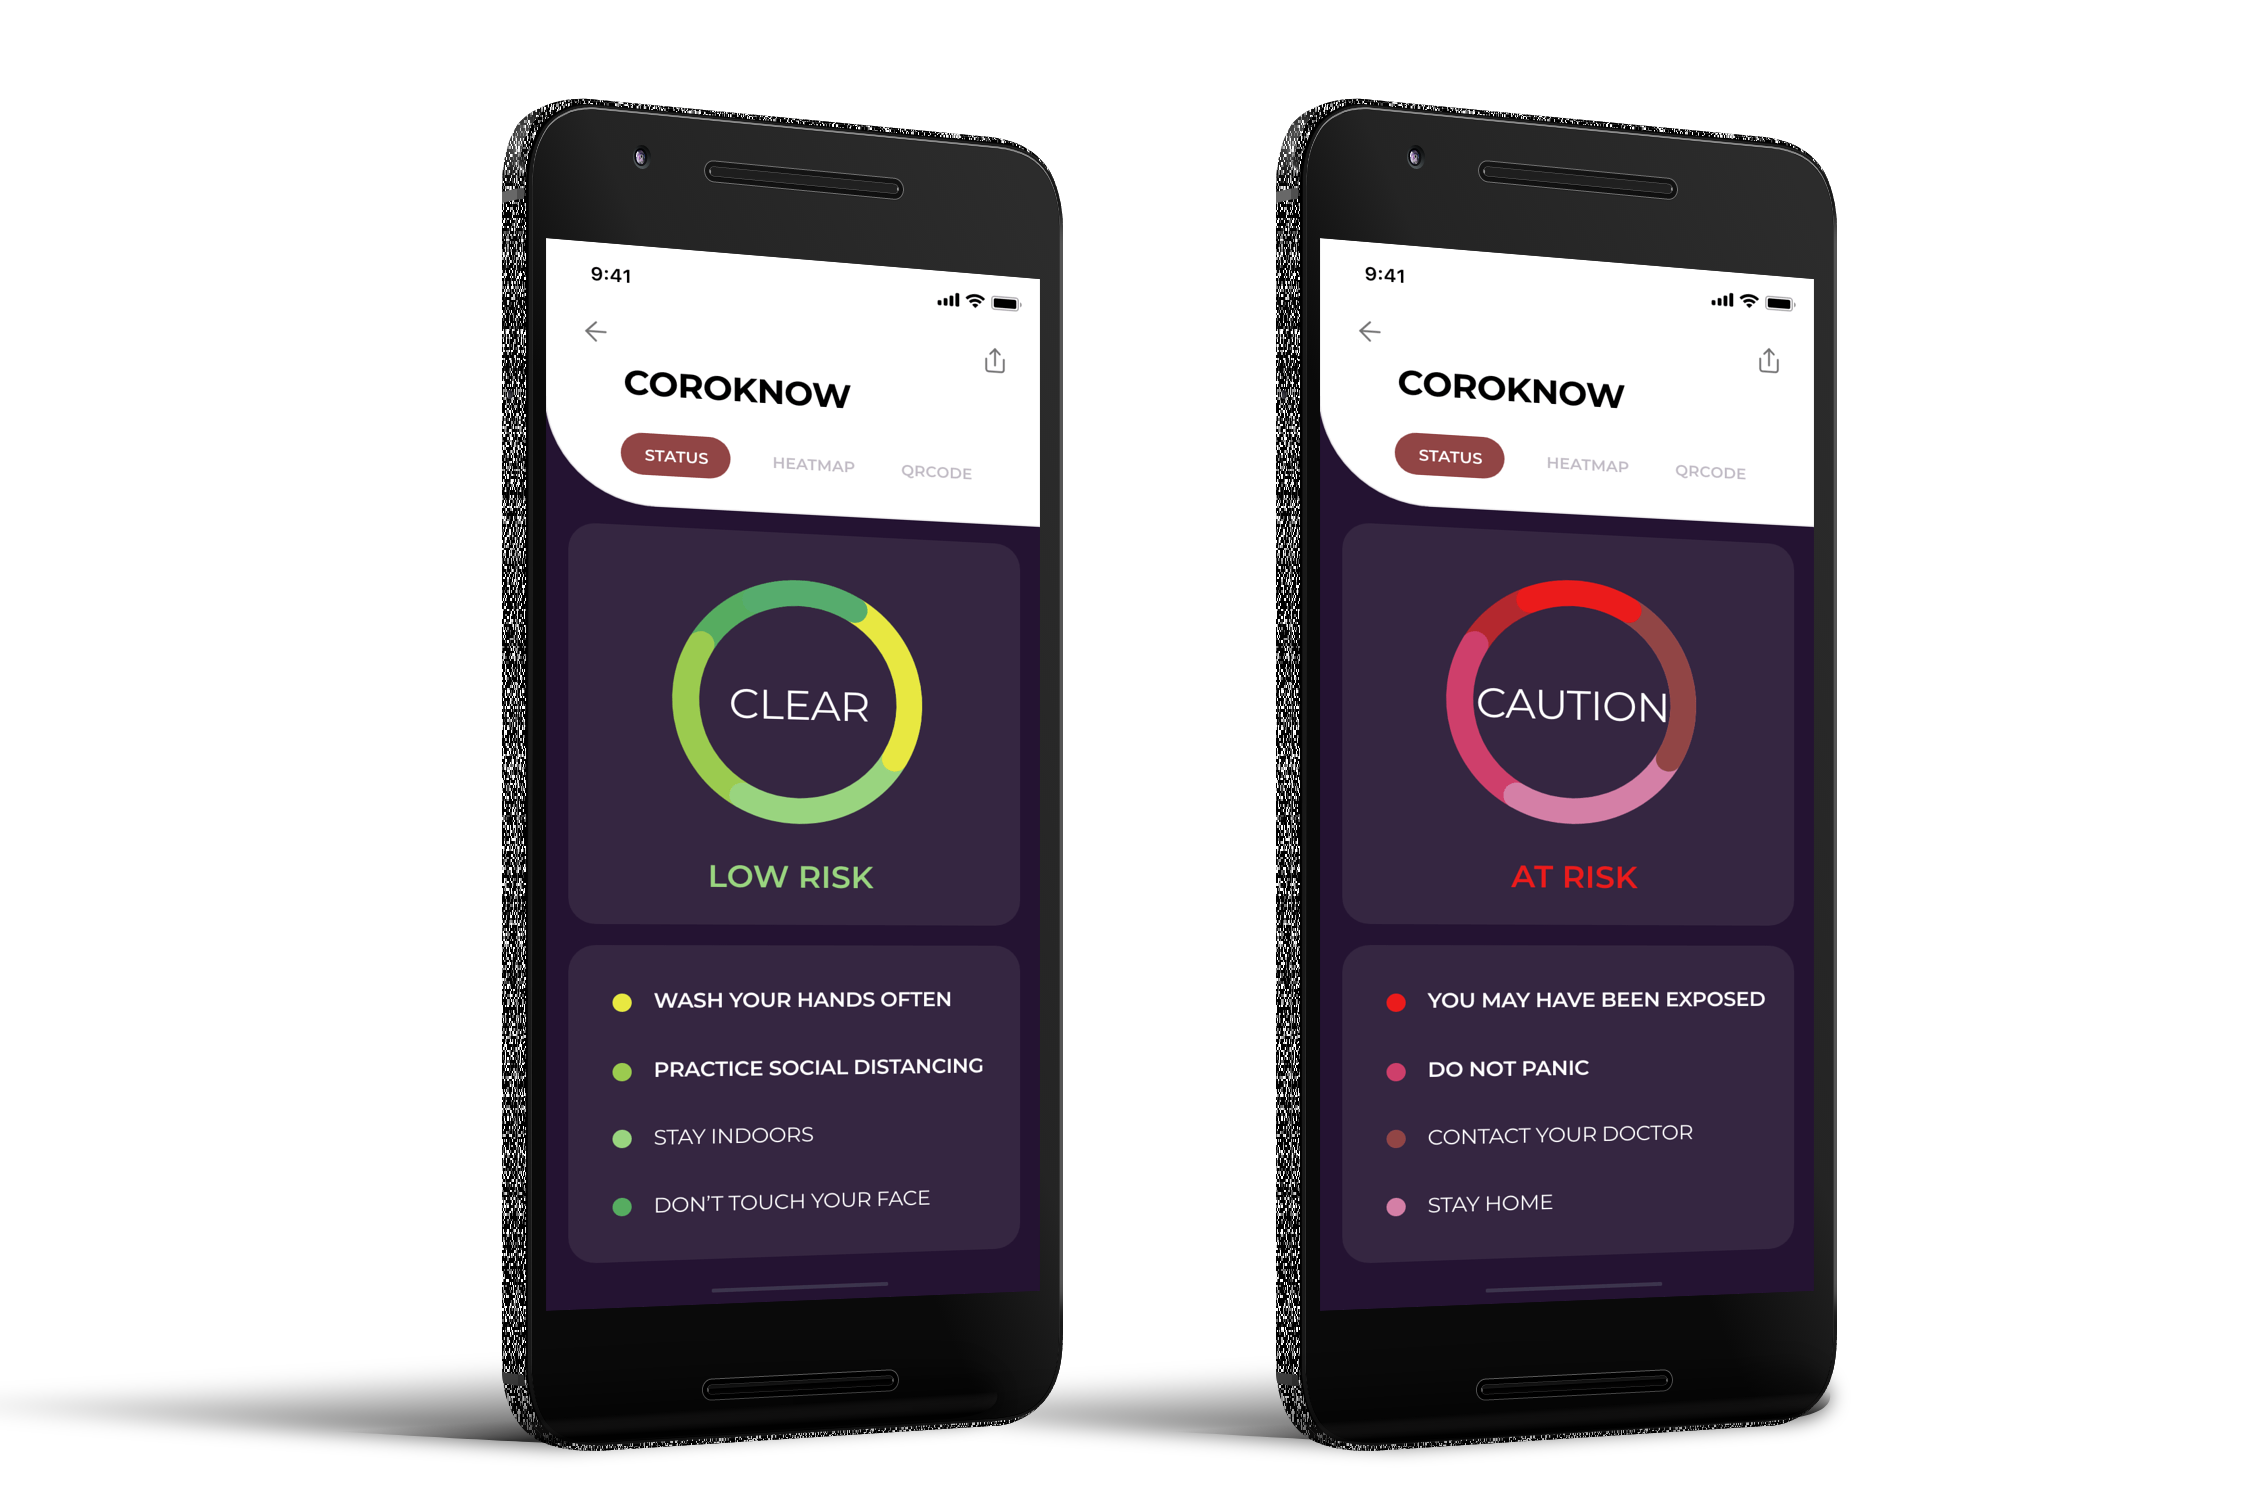 9:41
COROKNOW
STATUS HEATMAP QRCODE
CLEAR
LOW RISK
WASH YOUR HANDS OFTEN
PRACTICE SOCIAL DISTANCING
STAY INDOORS
DON'T TOUCH YOUR FACE
9:41
COROKNOW
STATUS HEATMAP QRCODE
CAUTION
AT RISK
YOU MAY HAVE BEEN EXPOSED
DO NOT PANIC
CONTACT YOUR DOCTOR
STAY HOME